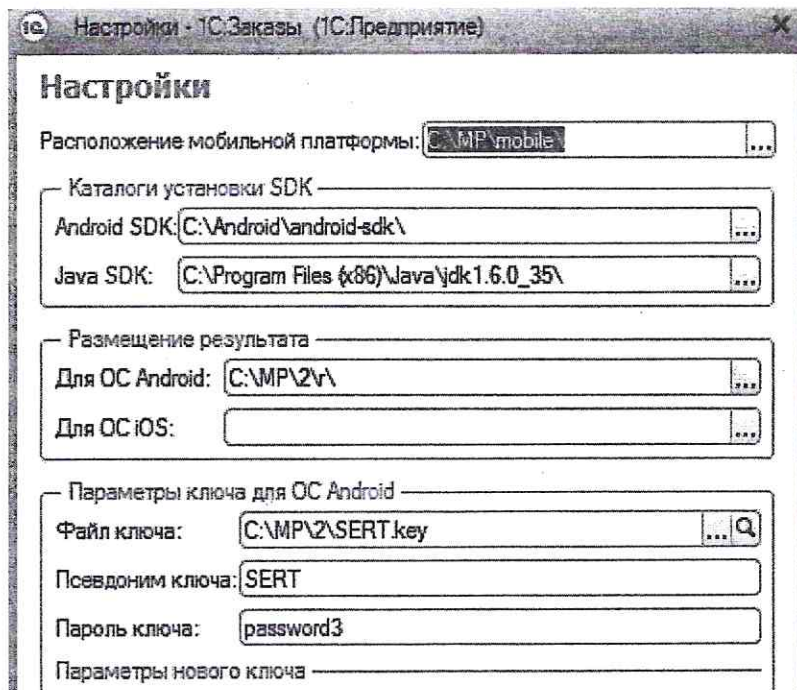 1С Настройки - 1С:Заказы (1С:Предприятие)
Настройки
Расположение мобильной платформы: C:\MP\mobile\ ...
Каталоги установки SDK
Android SDK: C:\Android\android-sdk\ ...
Java SDK: C:\Program Files (x86)\Java\jdk1.6.0_35\ ...
Размещение результата
Для ОС Android: C:\MP\2\r\ ...
Для ОС iOS: ...
Параметры ключа для ОС Android
Файл ключа: C:\MP\2\SERT.key ...
Псевдоним ключа: SERT
Пароль ключа: password3
Параметры нового ключа